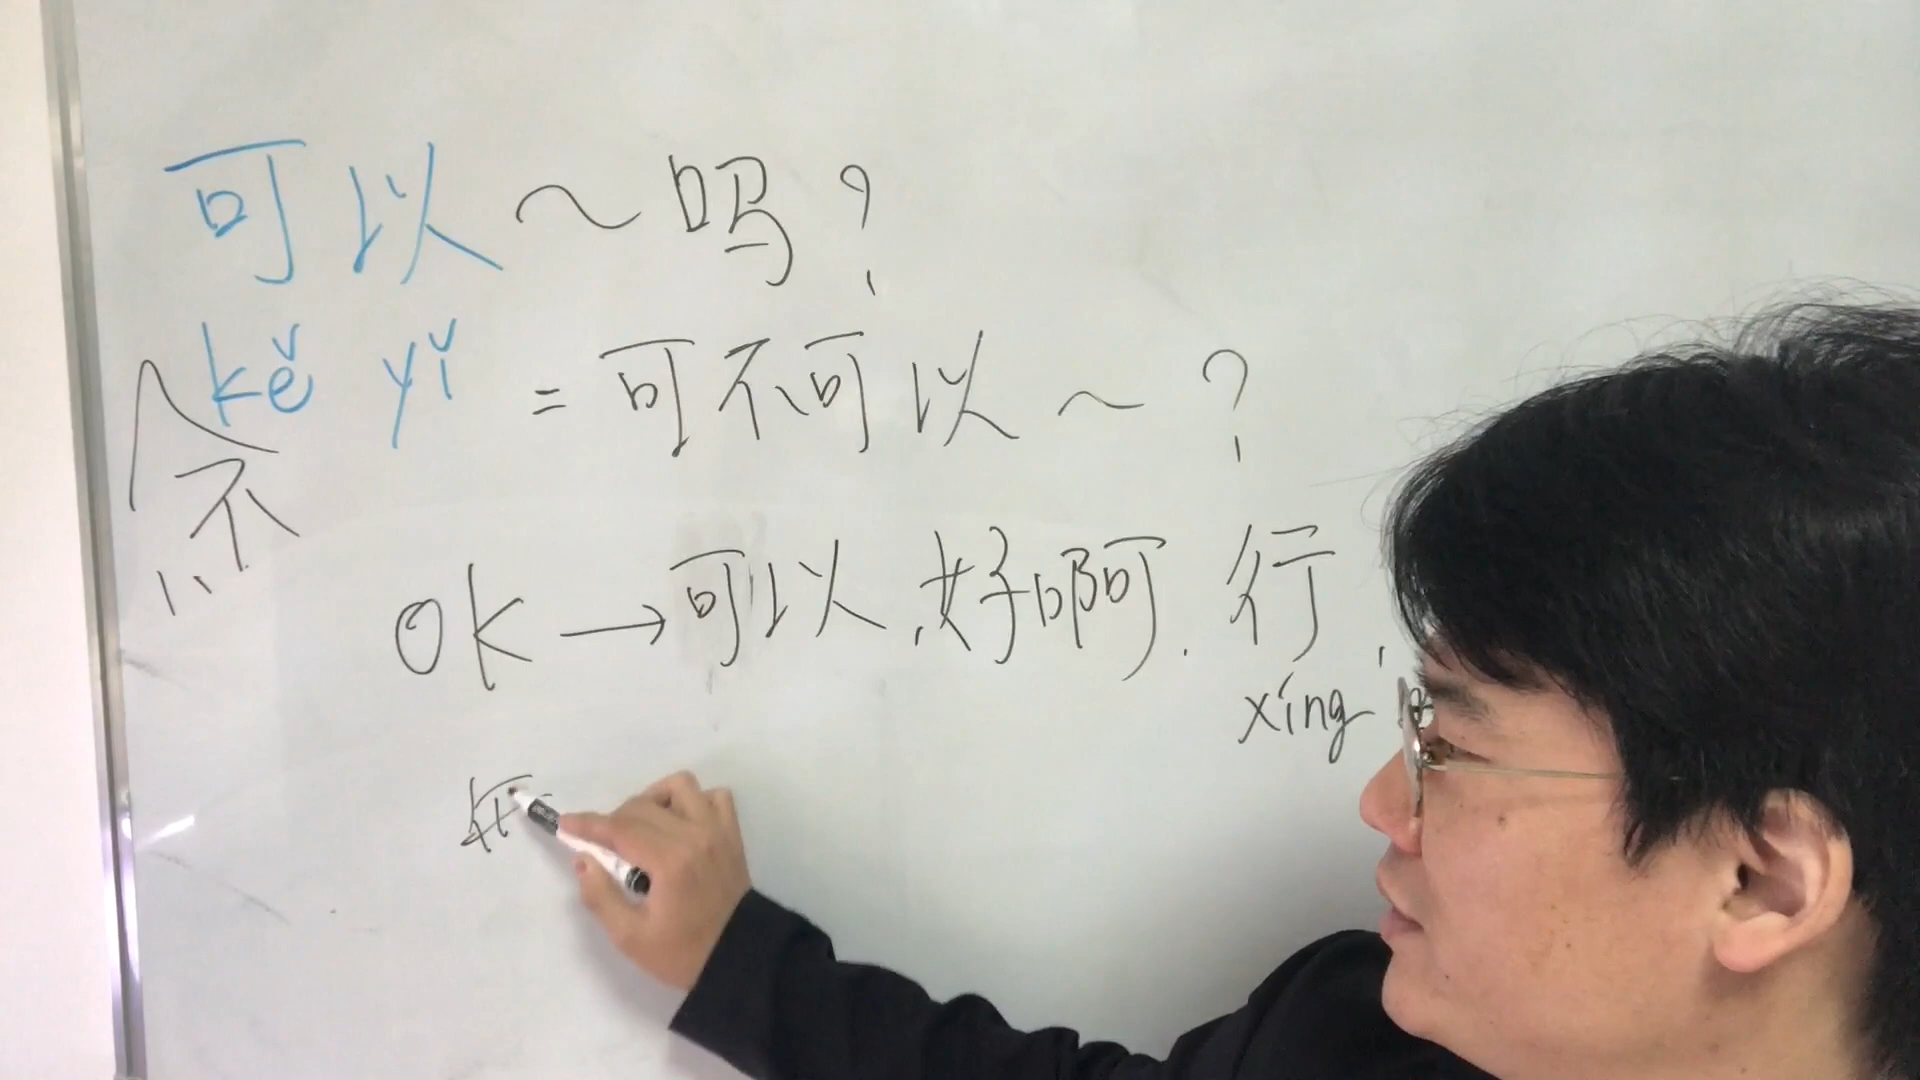 可以～吗？
kě yǐ
=可不可以～？
不
OK→可以,好啊.行,
xíng